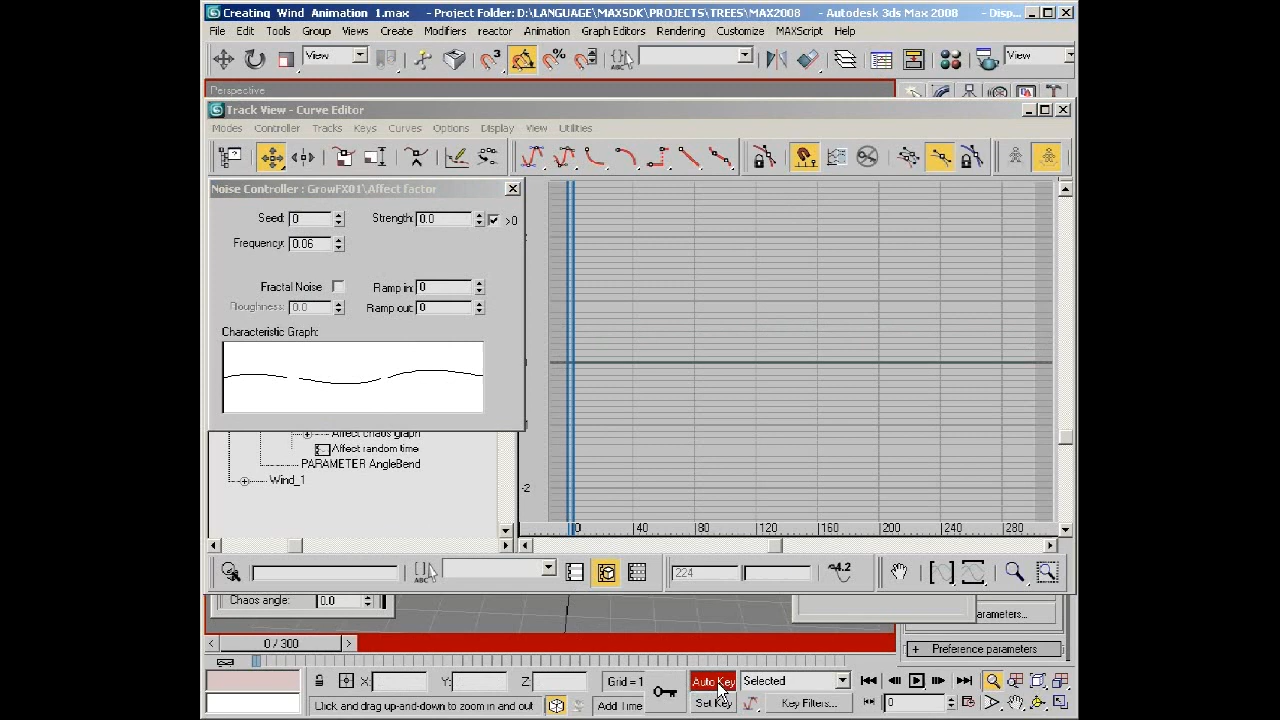 Creating Wind Animation 1.max - Project Folder: D:\LANGUAGE\MAXSDK\PROJECTS\TREES\MAX2008 - Autodesk 3ds Max 2008 - Disp...
File Edit Tools Group Views Create Modifiers reactor Animation Graph Editors Rendering Customize MAXScript Help
View View
Perspective
Track View - Curve Editor
Modes Controller Tracks Keys Curves Options Display View Utilities
Noise Controller : GrowFX01\Affect factor
Seed: 0 Strength: 0.0 >0
Frequency: 0.06
Fractal Noise Ramp in: 0
Roughness: 0.0 Ramp out: 0
Characteristic Graph:
Affect chaos graph
Affect random time
PARAMETER AngleBend
Wind_1
-2
0 40 80 120 160 200 240 280
ABC 224 4.2
Chaos angle: 0.0
arameters...
0 / 300
+ Preference parameters
X: Y: Z: Grid = 1 Auto Key Selected
Click and drag up-and-down to zoom in and out Add Time Set Key Key Filters... 0